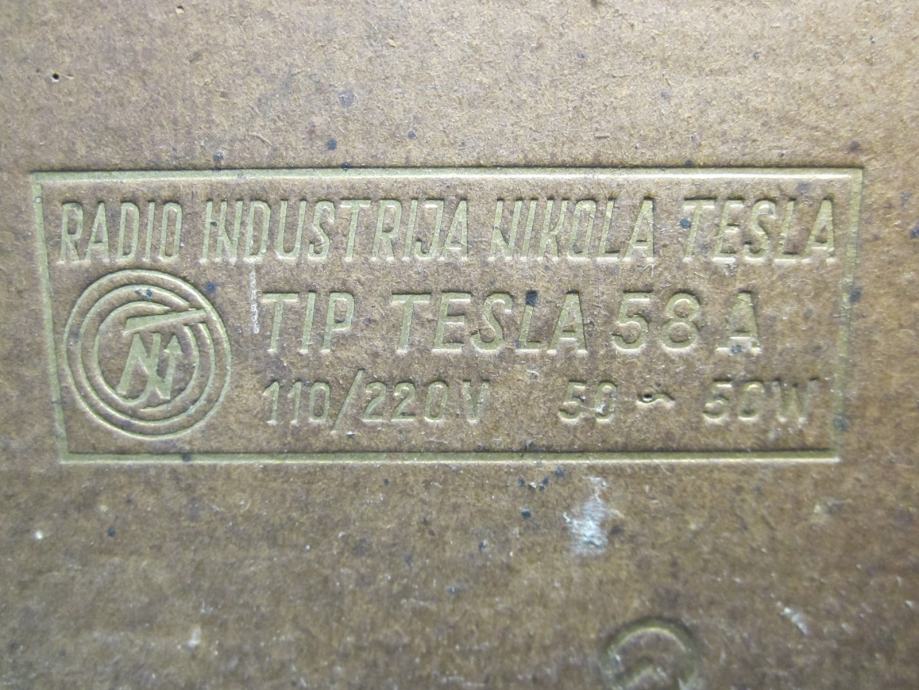 RADIO INDUSTRIJA NIKOLA TESLA
TIP TESLA 58 A
110/220 V 50 ~ 50W